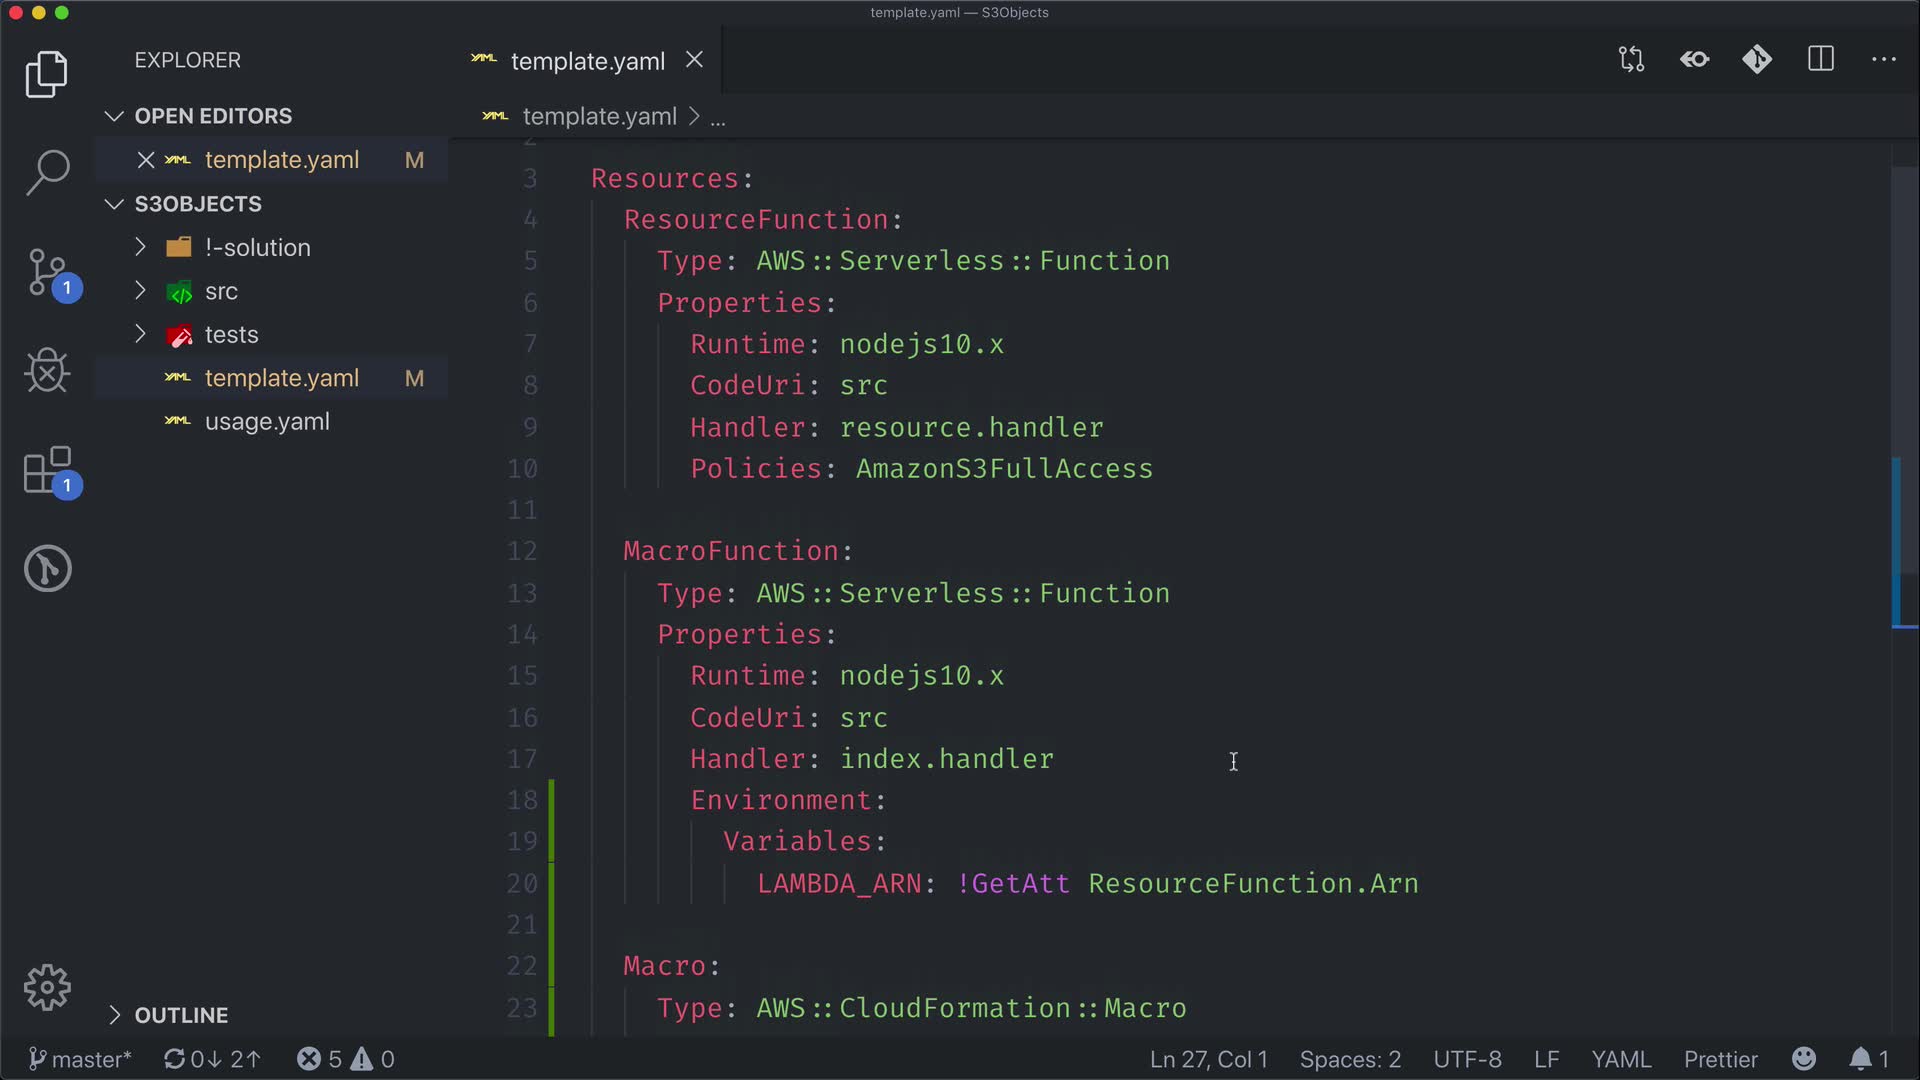 template.yaml — S3Objects
EXPLORER
OPEN EDITORS
template.yaml M
S3OBJECTS
!-solution
src
tests
template.yaml M
usage.yaml
OUTLINE
1
1
YAML template.yaml
YAML template.yaml > ...
2
3 Resources:
4 ResourceFunction:
5 Type: AWS::Serverless::Function
6 Properties:
7 Runtime: nodejs10.x
8 CodeUri: src
9 Handler: resource.handler
10 Policies: AmazonS3FullAccess
11
12 MacroFunction:
13 Type: AWS::Serverless::Function
14 Properties:
15 Runtime: nodejs10.x
16 CodeUri: src
17 Handler: index.handler
18 Environment:
19 Variables:
20 LAMBDA_ARN: !GetAtt ResourceFunction.Arn
21
22 Macro:
23 Type: AWS::CloudFormation::Macro
master* 0↓ 2↑ 5 0 Ln 27, Col 1 Spaces: 2 UTF-8 LF YAML Prettier 1